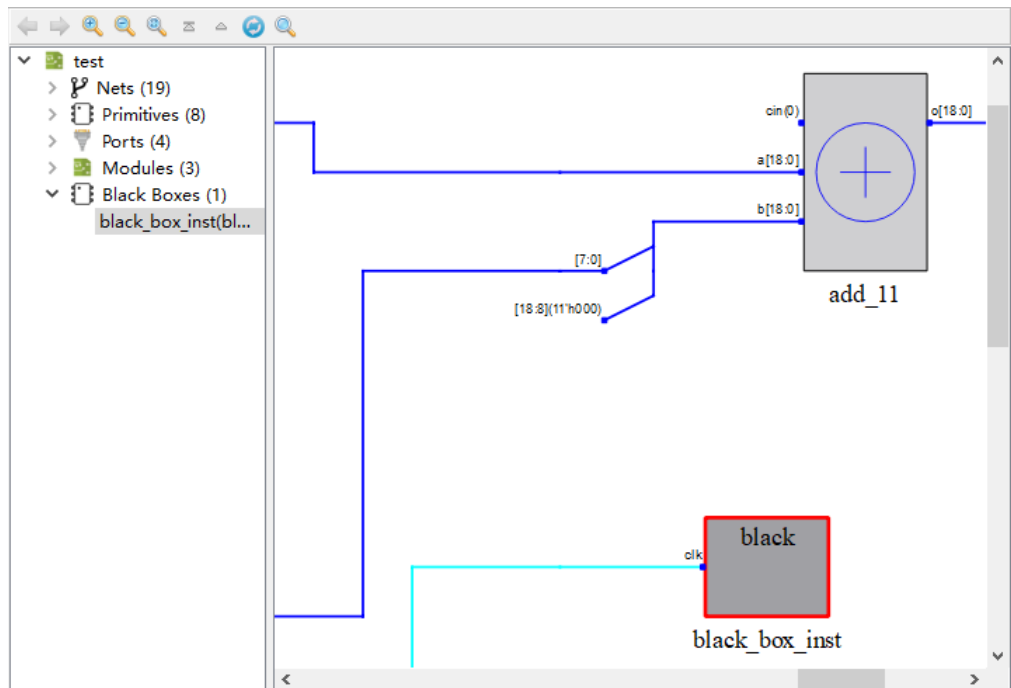 test
Nets (19)
Primitives (8)
Ports (4)
Modules (3)
Black Boxes (1)
black_box_inst(bl...
cin(0)
o[18:0]
a[18:0]
b[18:0]
[7:0]
[18:8](11'h000)
add_11
black
clk
black_box_inst